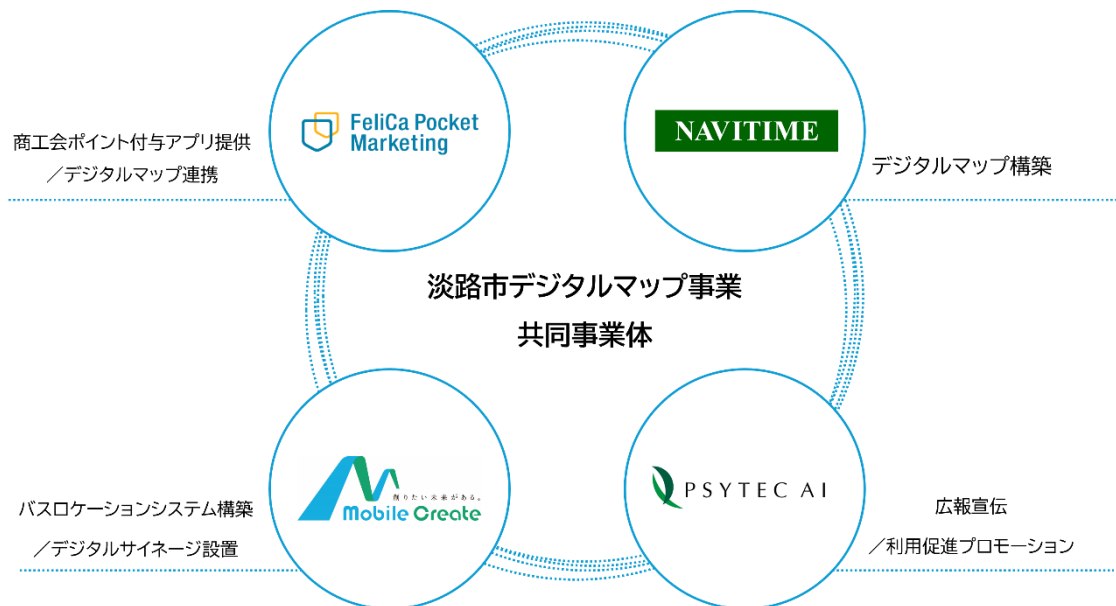 FeliCa Pocket
Marketing
NAVITIME
商工会ポイント付与アプリ提供
／デジタルマップ連携
デジタルマップ構築
淡路市デジタルマップ事業
共同事業体
創りたい未来がある。
Mobile Create
PSYTEC AI
バスロケーションシステム構築
／デジタルサイネージ設置
広報宣伝
／利用促進プロモーション